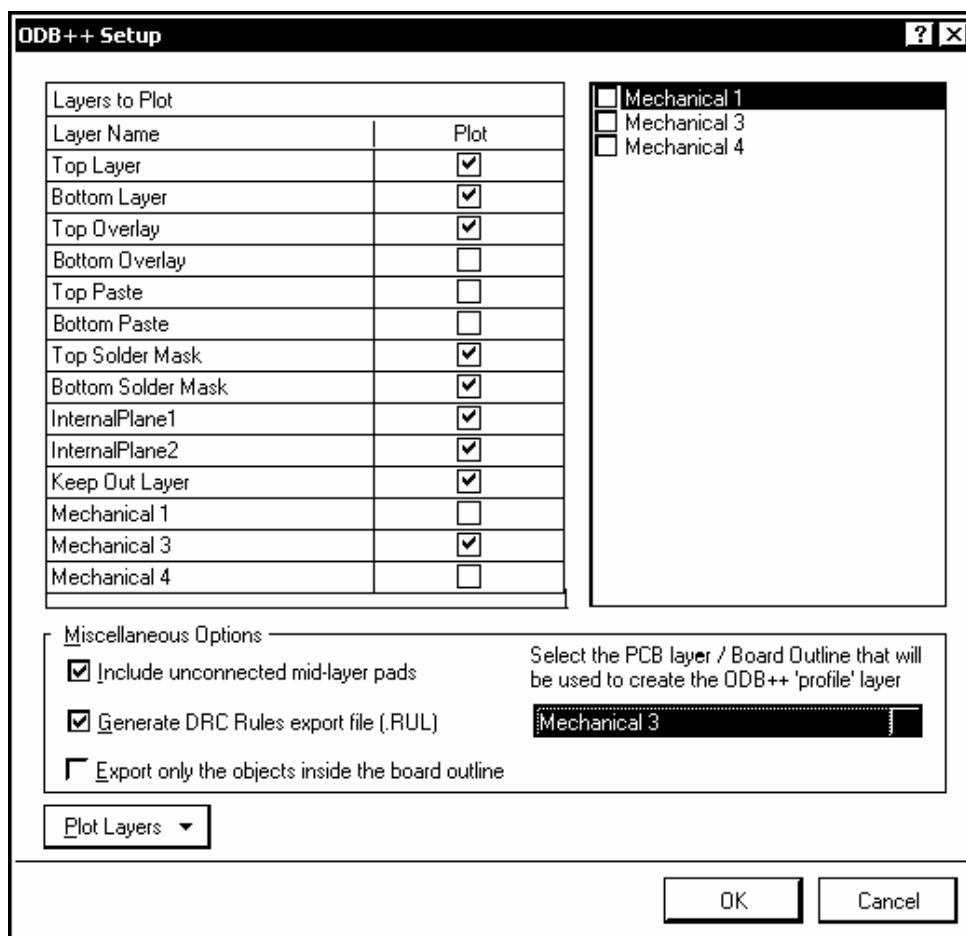 ODB++ Setup
Layers to Plot
Layer Name Plot
Top Layer
Bottom Layer
Top Overlay
Bottom Overlay
Top Paste
Bottom Paste
Top Solder Mask
Bottom Solder Mask
InternalPlane1
InternalPlane2
Keep Out Layer
Mechanical 1
Mechanical 3
Mechanical 4
Mechanical 1
Mechanical 3
Mechanical 4
Miscellaneous Options
Include unconnected mid-layer pads
Generate DRC Rules export file (.RUL)
Export only the objects inside the board outline
Select the PCB layer / Board Outline that will
be used to create the ODB++ 'profile' layer
Mechanical 3
Plot Layers
OK Cancel